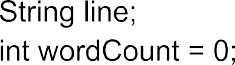 String line;
int wordCount = 0;